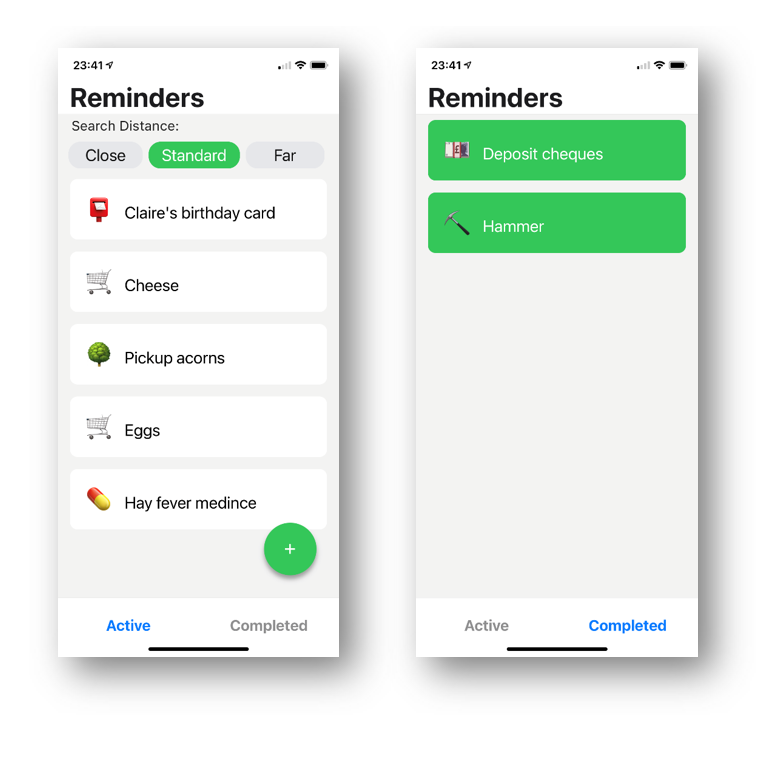 23:41
Reminders
Search Distance:
Close Standard Far
Claire's birthday card
Cheese
Pickup acorns
Eggs
Hay fever medince
+
Active Completed
23:41
Reminders
Deposit cheques
Hammer
Active Completed